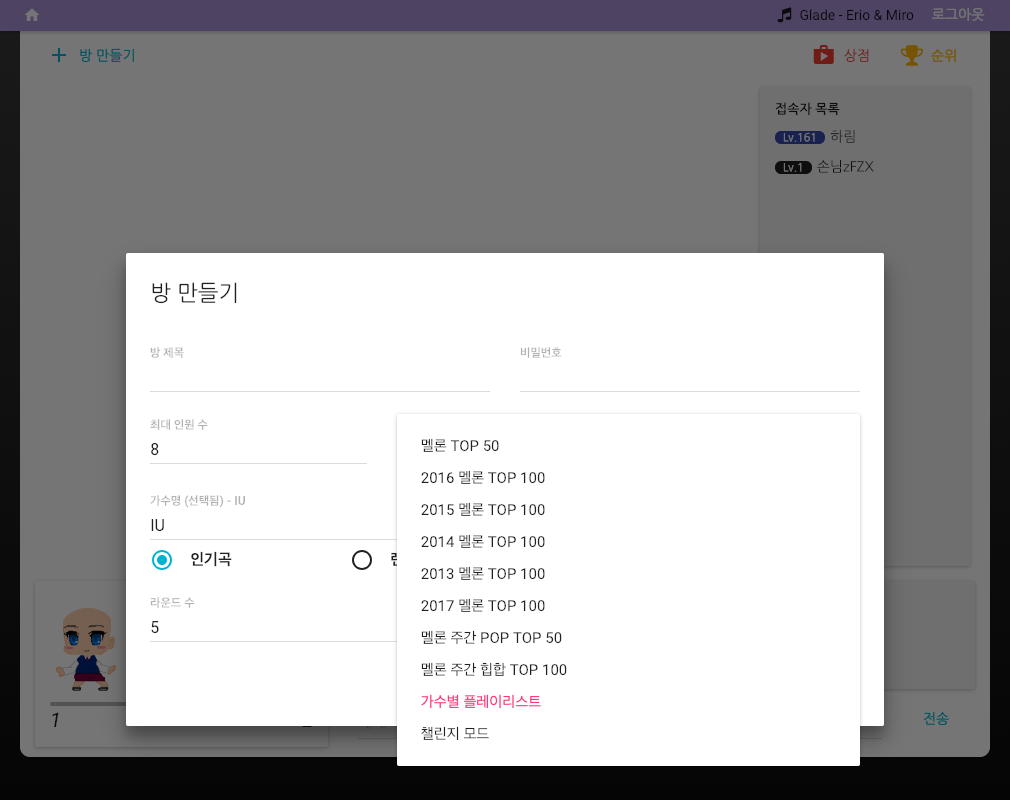 Glade - Erio & Miro 로그아웃
방 만들기 상점 순위
접속자 목록
Lv.161 하림
Lv.1 손님zFZX
방 만들기
방 제목 비밀번호
최대 인원 수
8
가수명 (선택됨) - IU
IU
인기곡
라운드 수
5
멜론 TOP 50
2016 멜론 TOP 100
2015 멜론 TOP 100
2014 멜론 TOP 100
2013 멜론 TOP 100
2017 멜론 TOP 100
멜론 주간 POP TOP 50
멜론 주간 힙합 TOP 100
가수별 플레이리스트
챌린지 모드
1 전송